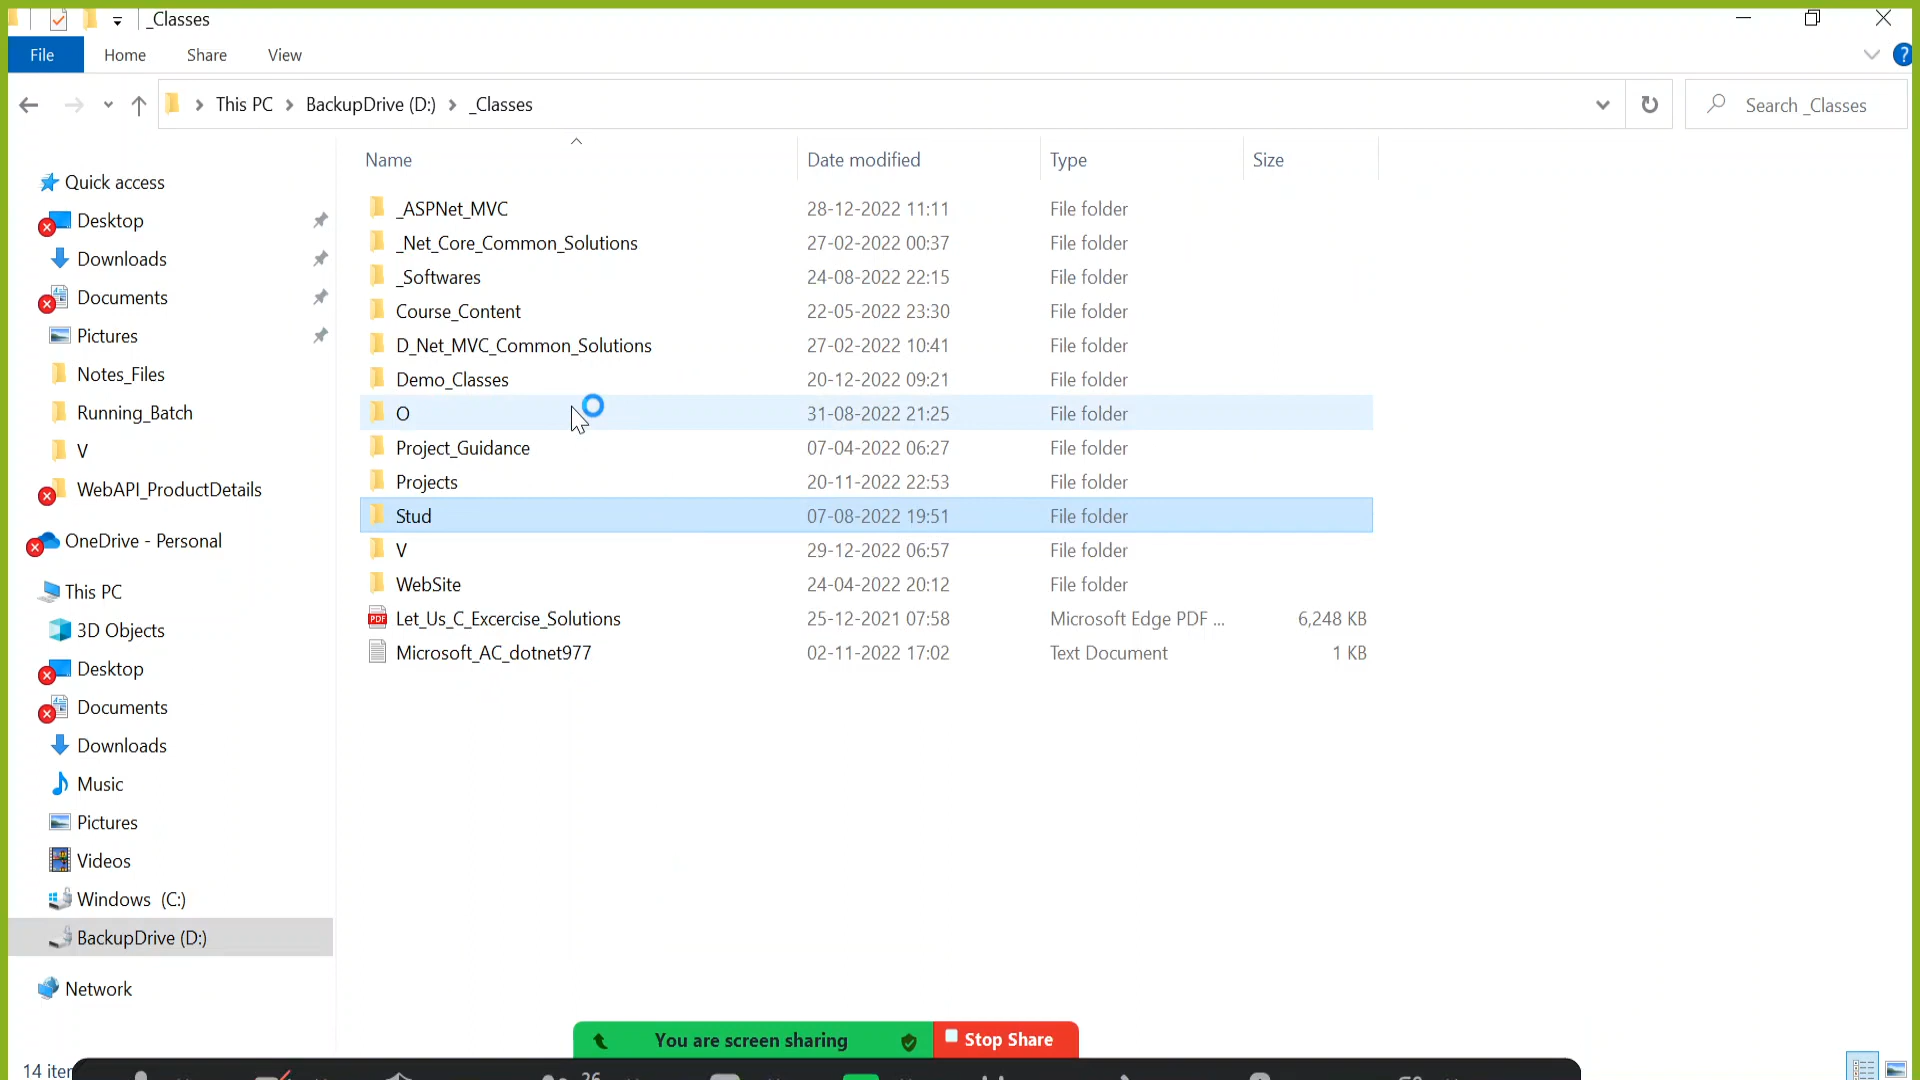 _Classes
File Home Share View
This PC BackupDrive (D:) _Classes Search _Classes
Name Date modified Type Size
Quick access
Desktop
Downloads
Documents
Pictures
Notes_Files
Running_Batch
V
WebAPI_ProductDetails
OneDrive - Personal
This PC
3D Objects
Desktop
Documents
Downloads
Music
Pictures
Videos
Windows (C:)
BackupDrive (D:)
Network
_ASPNet_MVC 28-12-2022 11:11 File folder
_Net_Core_Common_Solutions 27-02-2022 00:37 File folder
_Softwares 24-08-2022 22:15 File folder
Course_Content 22-05-2022 23:30 File folder
D_Net_MVC_Common_Solutions 27-02-2022 10:41 File folder
Demo_Classes 20-12-2022 09:21 File folder
O 31-08-2022 21:25 File folder
Project_Guidance 07-04-2022 06:27 File folder
Projects 20-11-2022 22:53 File folder
Stud 07-08-2022 19:51 File folder
V 29-12-2022 06:57 File folder
WebSite 24-04-2022 20:12 File folder
PDF Let_Us_C_Excercise_Solutions 25-12-2021 07:58 Microsoft Edge PDF ... 6,248 KB
Microsoft_AC_dotnet977 02-11-2022 17:02 Text Document 1 KB
You are screen sharing Stop Share
14
26